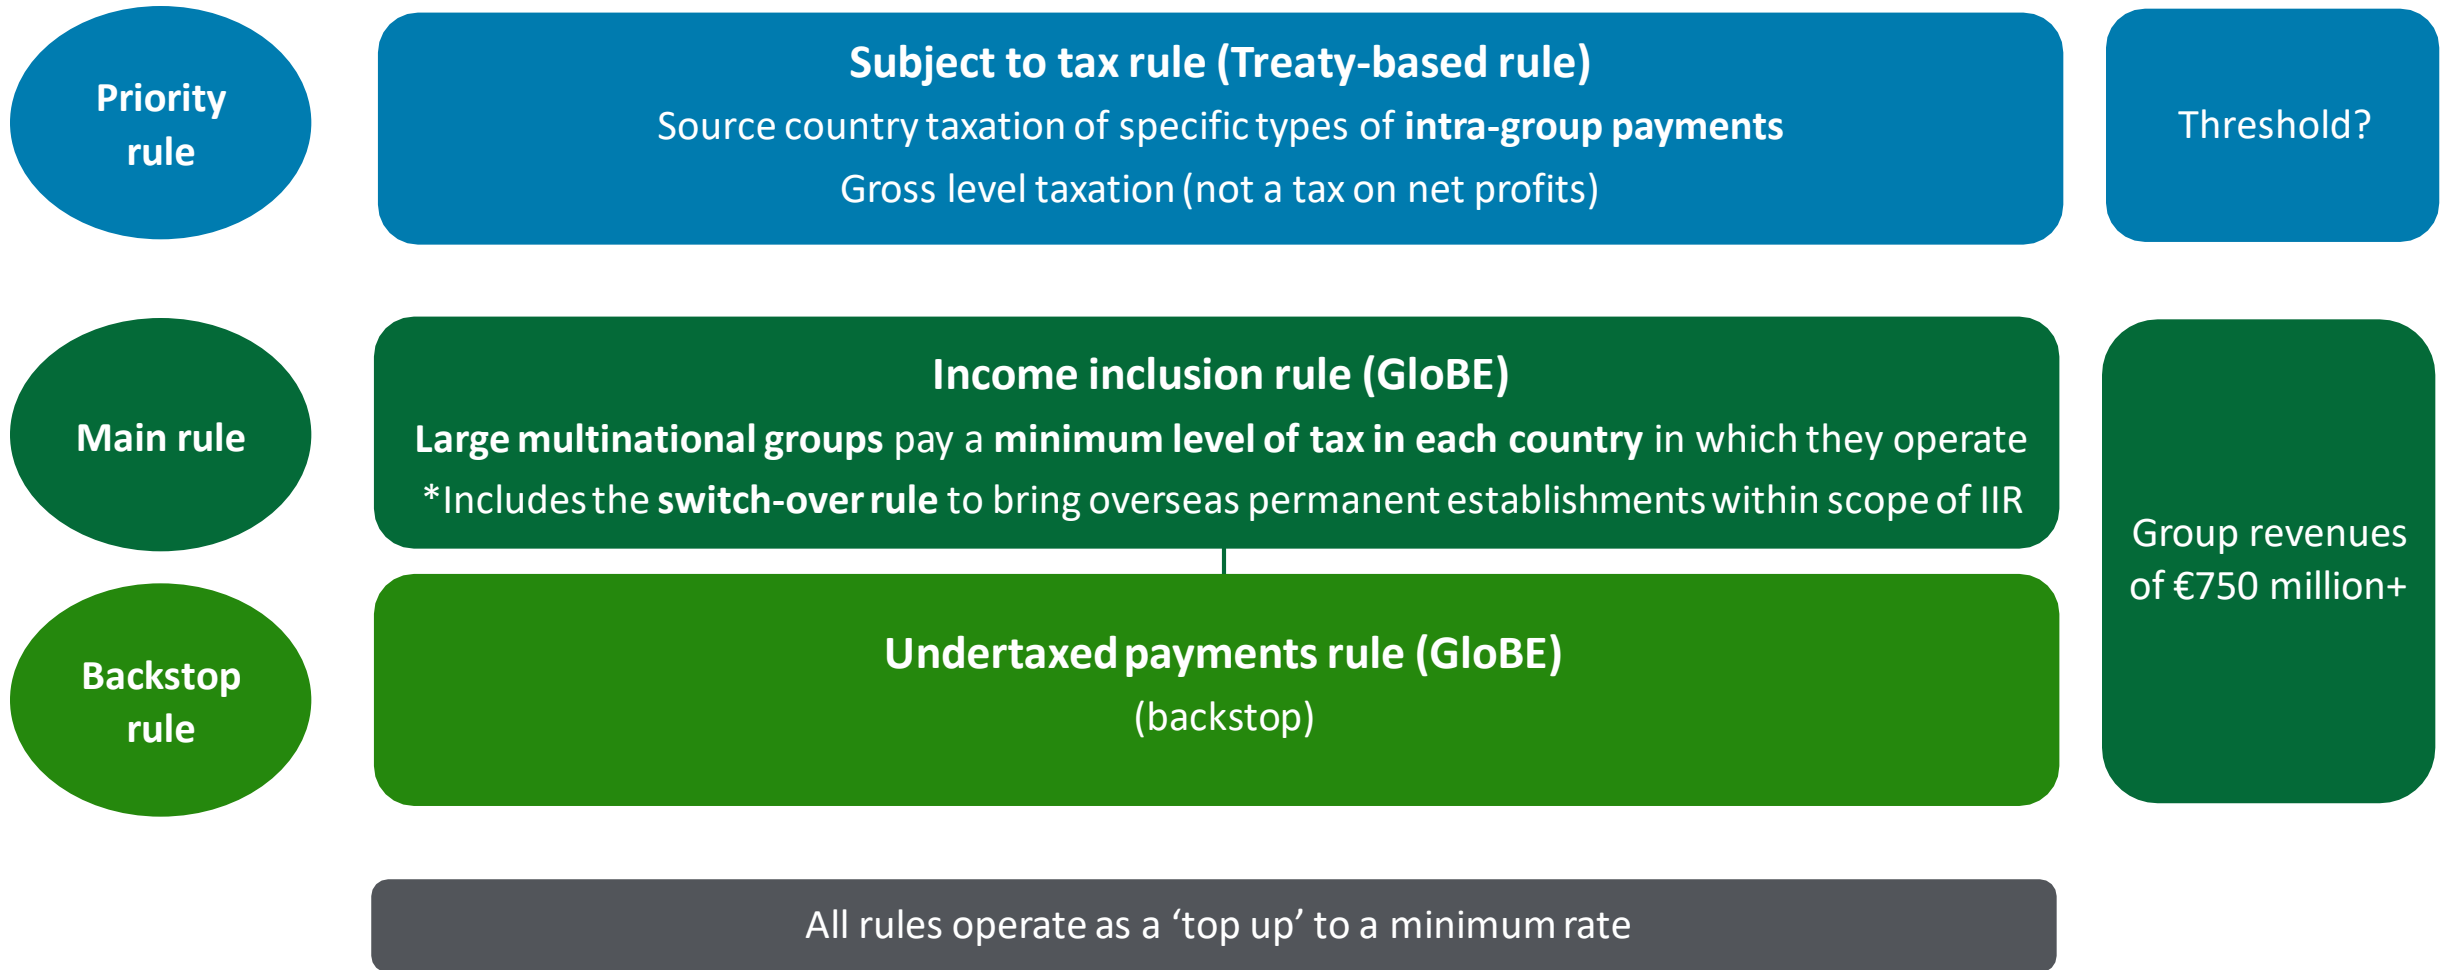 Priority
rule
Subject to tax rule (Treaty-based rule)
Source country taxation of specific types of intra-group payments
Gross level taxation (not a tax on net profits)
Threshold?
Main rule
Income inclusion rule (GloBE)
Large multinational groups pay a minimum level of tax in each country in which they operate
*Includes the switch-over rule to bring overseas permanent establishments within scope of IIR
Group revenues
of €750 million+
Backstop
rule
Undertaxed payments rule (GloBE)
(backstop)
All rules operate as a ‘top up’ to a minimum rate